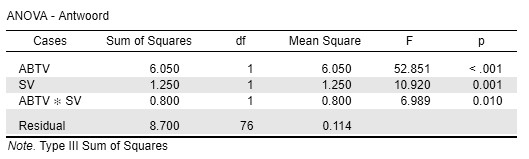 ANOVA - Antwoord
Cases Sum of Squares df Mean Square F p
ABTV 6.050 1 6.050 52.851 < .001
SV 1.250 1 1.250 10.920 0.001
ABTV ✻ SV 0.800 1 0.800 6.989 0.010
Residual 8.700 76 0.114
Note. Type III Sum of Squares